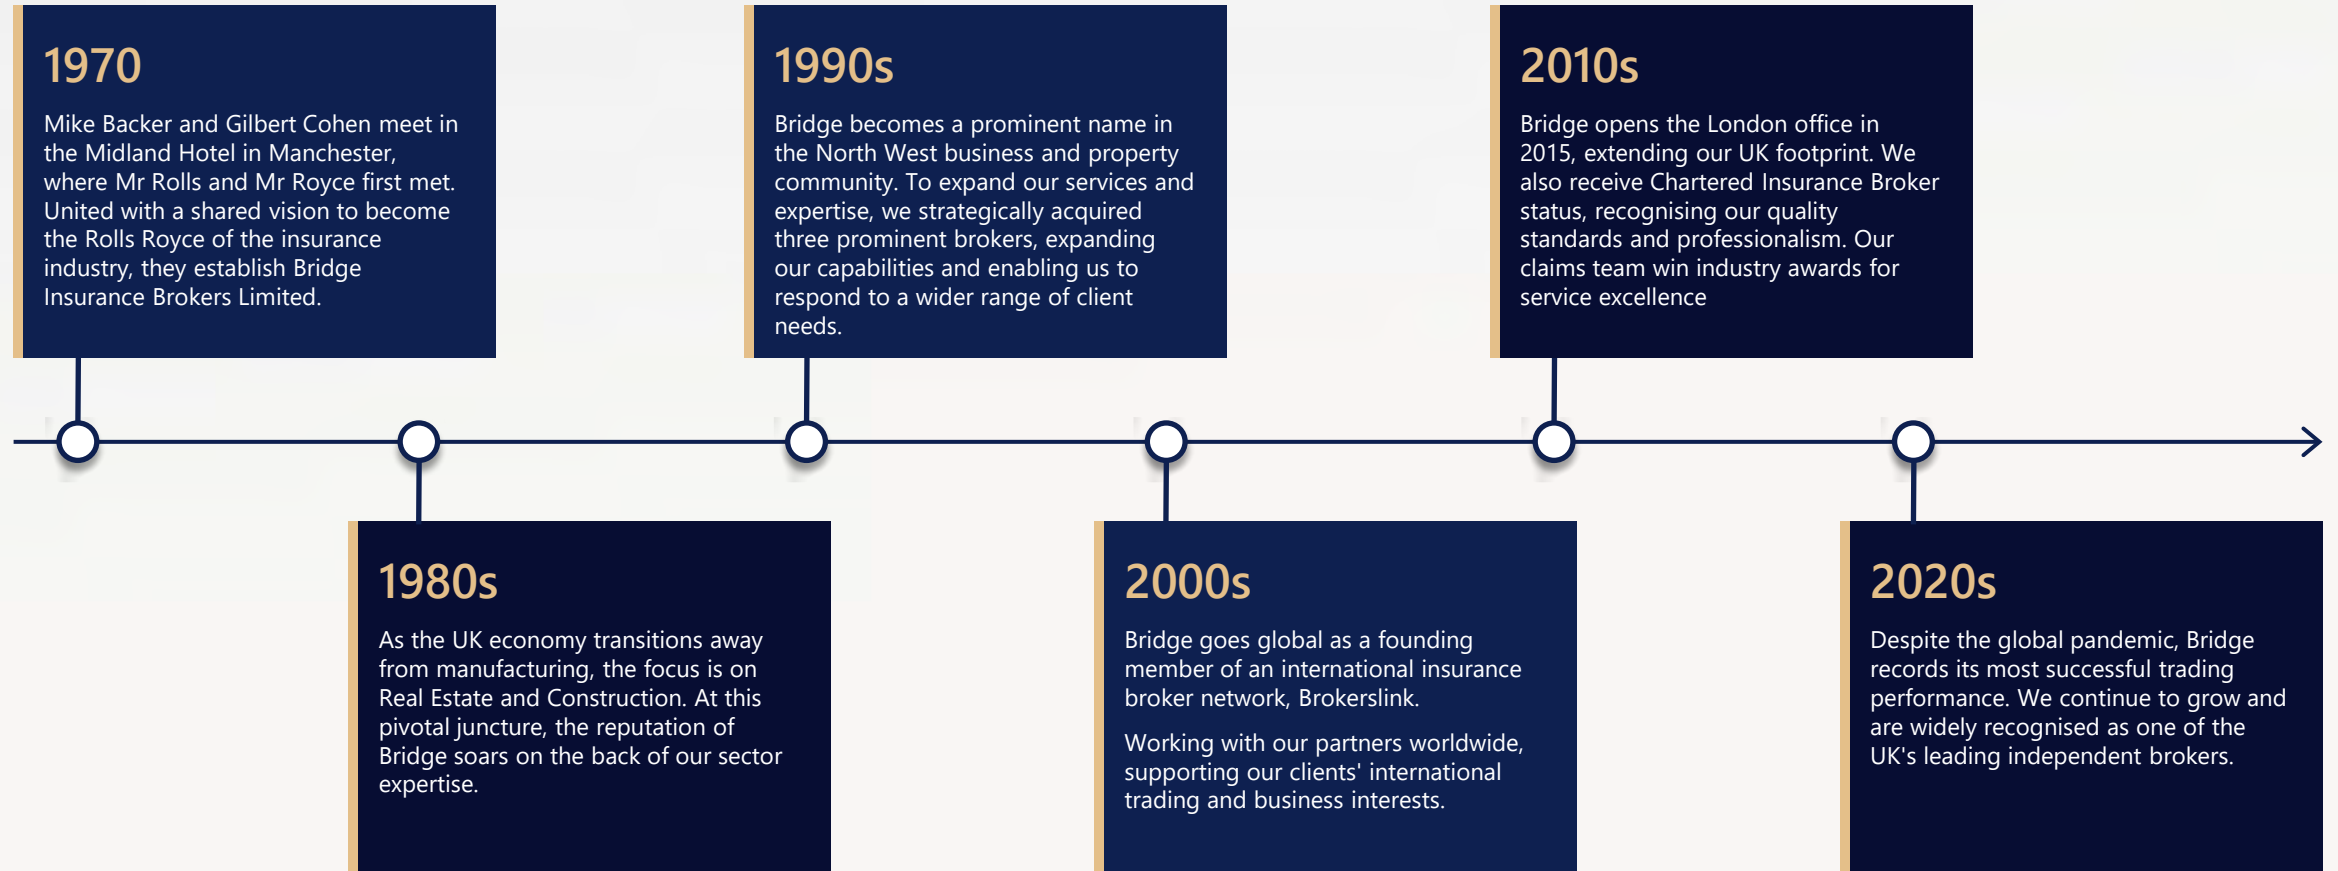 1970
Mike Backer and Gilbert Cohen meet in
the Midland Hotel in Manchester,
where Mr Rolls and Mr Royce first met.
United with a shared vision to become
the Rolls Royce of the insurance
industry, they establish Bridge
Insurance Brokers Limited.
1980s
As the UK economy transitions away
from manufacturing, the focus is on
Real Estate and Construction. At this
pivotal juncture, the reputation of
Bridge soars on the back of our sector
expertise.
1990s
Bridge becomes a prominent name in
the North West business and property
community. To expand our services and
expertise, we strategically acquired
three prominent brokers, expanding
our capabilities and enabling us to
respond to a wider range of client
needs.
2000s
Bridge goes global as a founding
member of an international insurance
broker network, Brokerslink.
Working with our partners worldwide,
supporting our clients' international
trading and business interests.
2010s
Bridge opens the London office in
2015, extending our UK footprint. We
also receive Chartered Insurance Broker
status, recognising our quality
standards and professionalism. Our
claims team win industry awards for
service excellence
2020s
Despite the global pandemic, Bridge
records its most successful trading
performance. We continue to grow and
are widely recognised as one of the
UK's leading independent brokers.